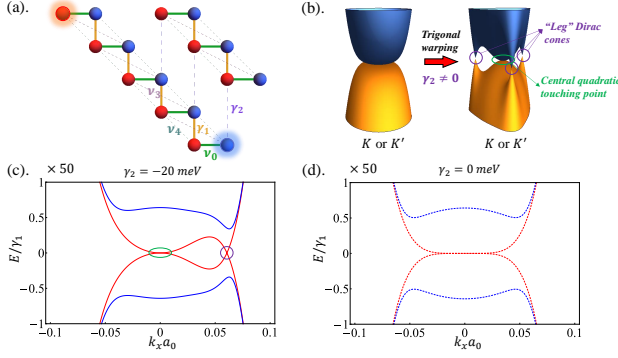 (a).
ν₃
γ₂
ν₄
γ₁
ν₀
(b).
Trigonal
warping
γ₂ ≠ 0
"Leg" Dirac
cones
Central quadratic
touching point
K or K′
K or K′
(c).
× 50
γ₂ = −20 meV
E/γ₁
1
0.5
0
−0.5
−1
−0.1
−0.05
0
0.05
0.1
kₓa₀
(d).
× 50
γ₂ = 0 meV
E/γ₁
1
0.5
0
−0.5
−1
−0.1
−0.05
0
0.05
0.1
kₓa₀